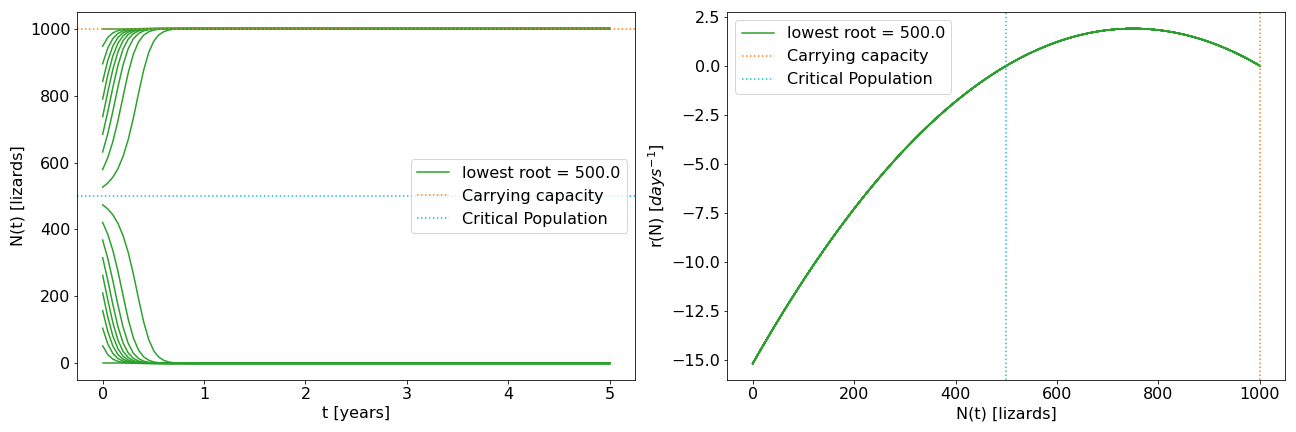 1000
800
600
400
200
0
N(t) [lizards]
0 1 2 3 4 5
t [years]
lowest root = 500.0
Carrying capacity
Critical Population
2.5
0.0
−2.5
−5.0
−7.5
−10.0
−12.5
−15.0
r(N) [days⁻¹]
0 200 400 600 800 1000
N(t) [lizards]
lowest root = 500.0
Carrying capacity
Critical Population